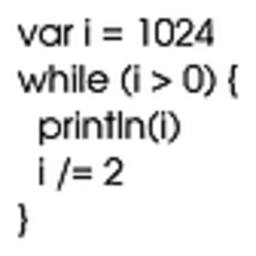 var i = 1024
while (i > 0) {
  println(i)
  i /= 2
}